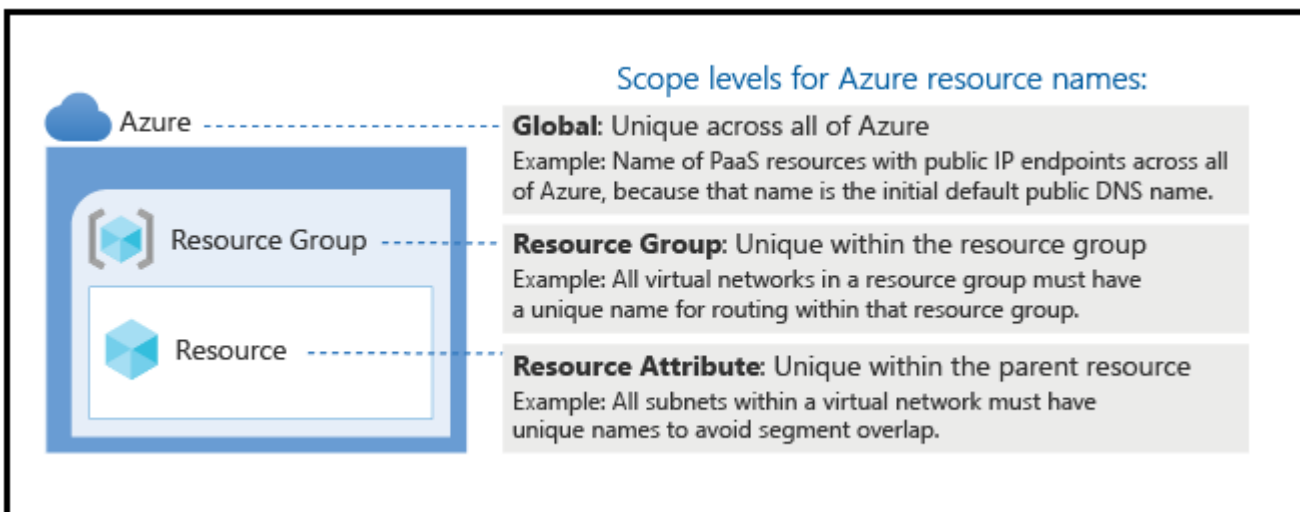 Scope levels for Azure resource names:
Azure
Global: Unique across all of Azure
Example: Name of PaaS resources with public IP endpoints across all
of Azure, because that name is the initial default public DNS name.
Resource Group
Resource Group: Unique within the resource group
Example: All virtual networks in a resource group must have
a unique name for routing within that resource group.
Resource
Resource Attribute: Unique within the parent resource
Example: All subnets within a virtual network must have
unique names to avoid segment overlap.